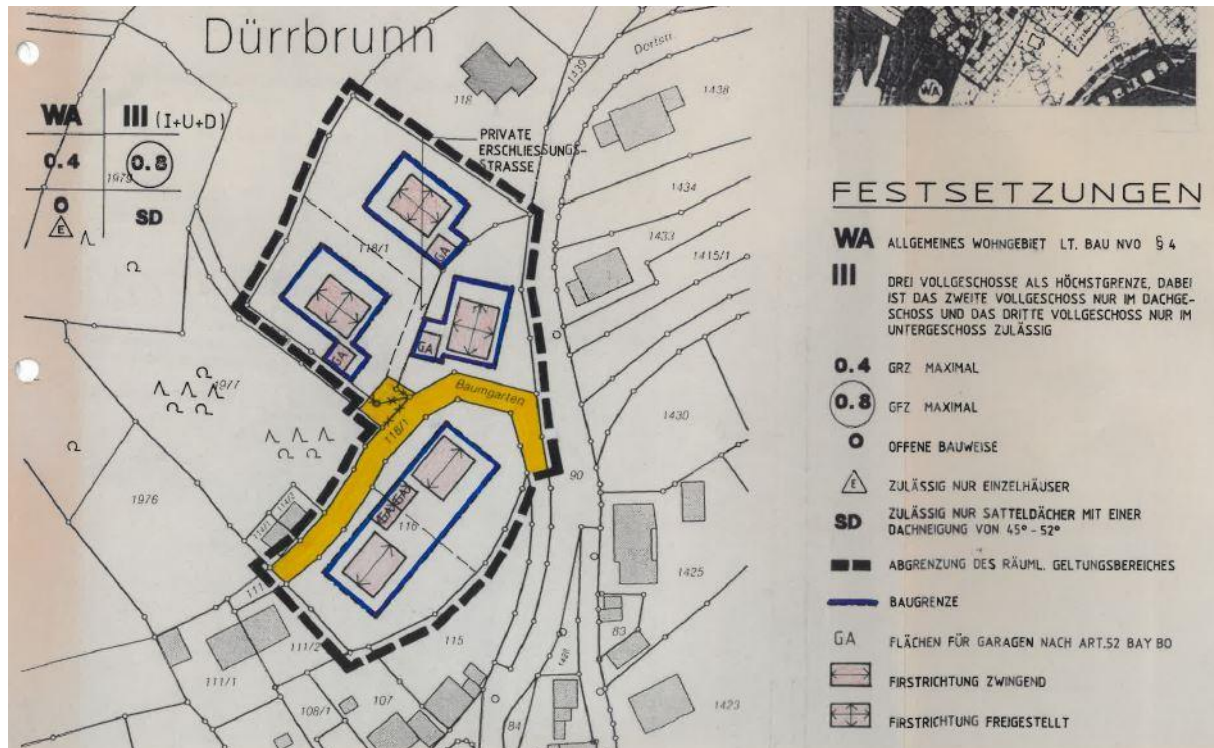 Dürrbrunn
WA III (I+U+D)
0.4 0.8
1979
O SD
E
PRIVATE
ERSCHLIESSUNGS-
STRASSE
118
1439
Dorfstr.
1438
1434
1433
1415/1
118/1
GA
GA
GA
1977
Baumgarten
118/1
1430
90
1976
114/1
114/2
GA
GA
116
111
111/2
115
1425
83
111/1
108/1
107
84
1423
WA
FESTSETZUNGEN
WA ALLGEMEINES WOHNGEBIET LT. BAU NVO § 4
III DREI VOLLGESCHOSSE ALS HÖCHSTGRENZE, DABEI
IST DAS ZWEITE VOLLGESCHOSS NUR IM DACHGE-
SCHOSS UND DAS DRITTE VOLLGESCHOSS NUR IM
UNTERGESCHOSS ZULÄSSIG
0.4 GRZ MAXIMAL
0.8 GFZ MAXIMAL
O OFFENE BAUWEISE
E ZULÄSSIG NUR EINZELHÄUSER
SD ZULÄSSIG NUR SATTELDÄCHER MIT EINER
DACHNEIGUNG VON 45° - 52°
ABGRENZUNG DES RÄUML. GELTUNGSBEREICHES
BAUGRENZE
GA FLÄCHEN FÜR GARAGEN NACH ART.52 BAY BO
FIRSTRICHTUNG ZWINGEND
FIRSTRICHTUNG FREIGESTELLT